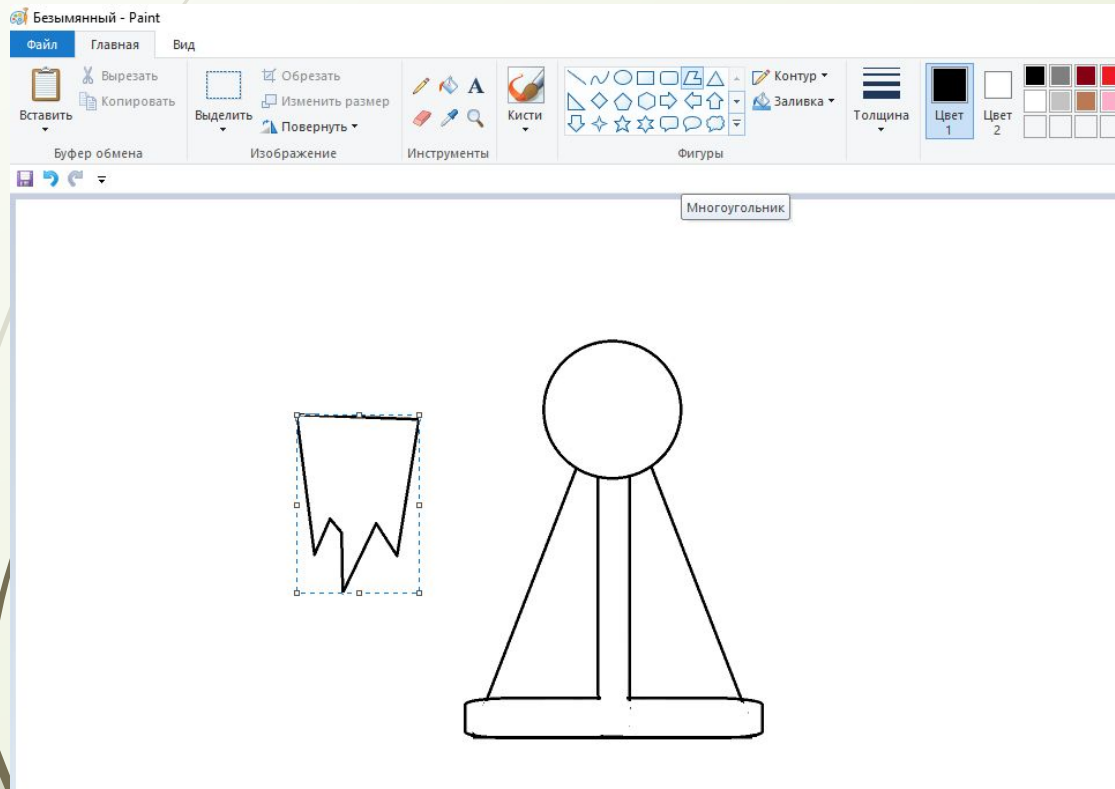 Безымянный - Paint
Файл Главная Вид
Вставить
Вырезать
Копировать
Буфер обмена
Выделить
Обрезать
Изменить размер
Повернуть
Изображение
A
Инструменты
Кисти
Контур
Заливка
Фигуры
Толщина
Цвет 1
Цвет 2
Многоугольник